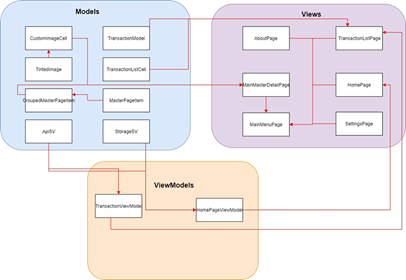 Models
CustomImageCell
TransactionModel
TintedImage
TransactionListCell
GroupedMasterPageItem
MasterPageItem
ApiSV
StorageSV
Views
AboutPage
TransactionListPage
MainMasterDetailPage
HomePage
MainMenuPage
SettingsPage
ViewModels
TransactionViewModel
HomePageViewModel